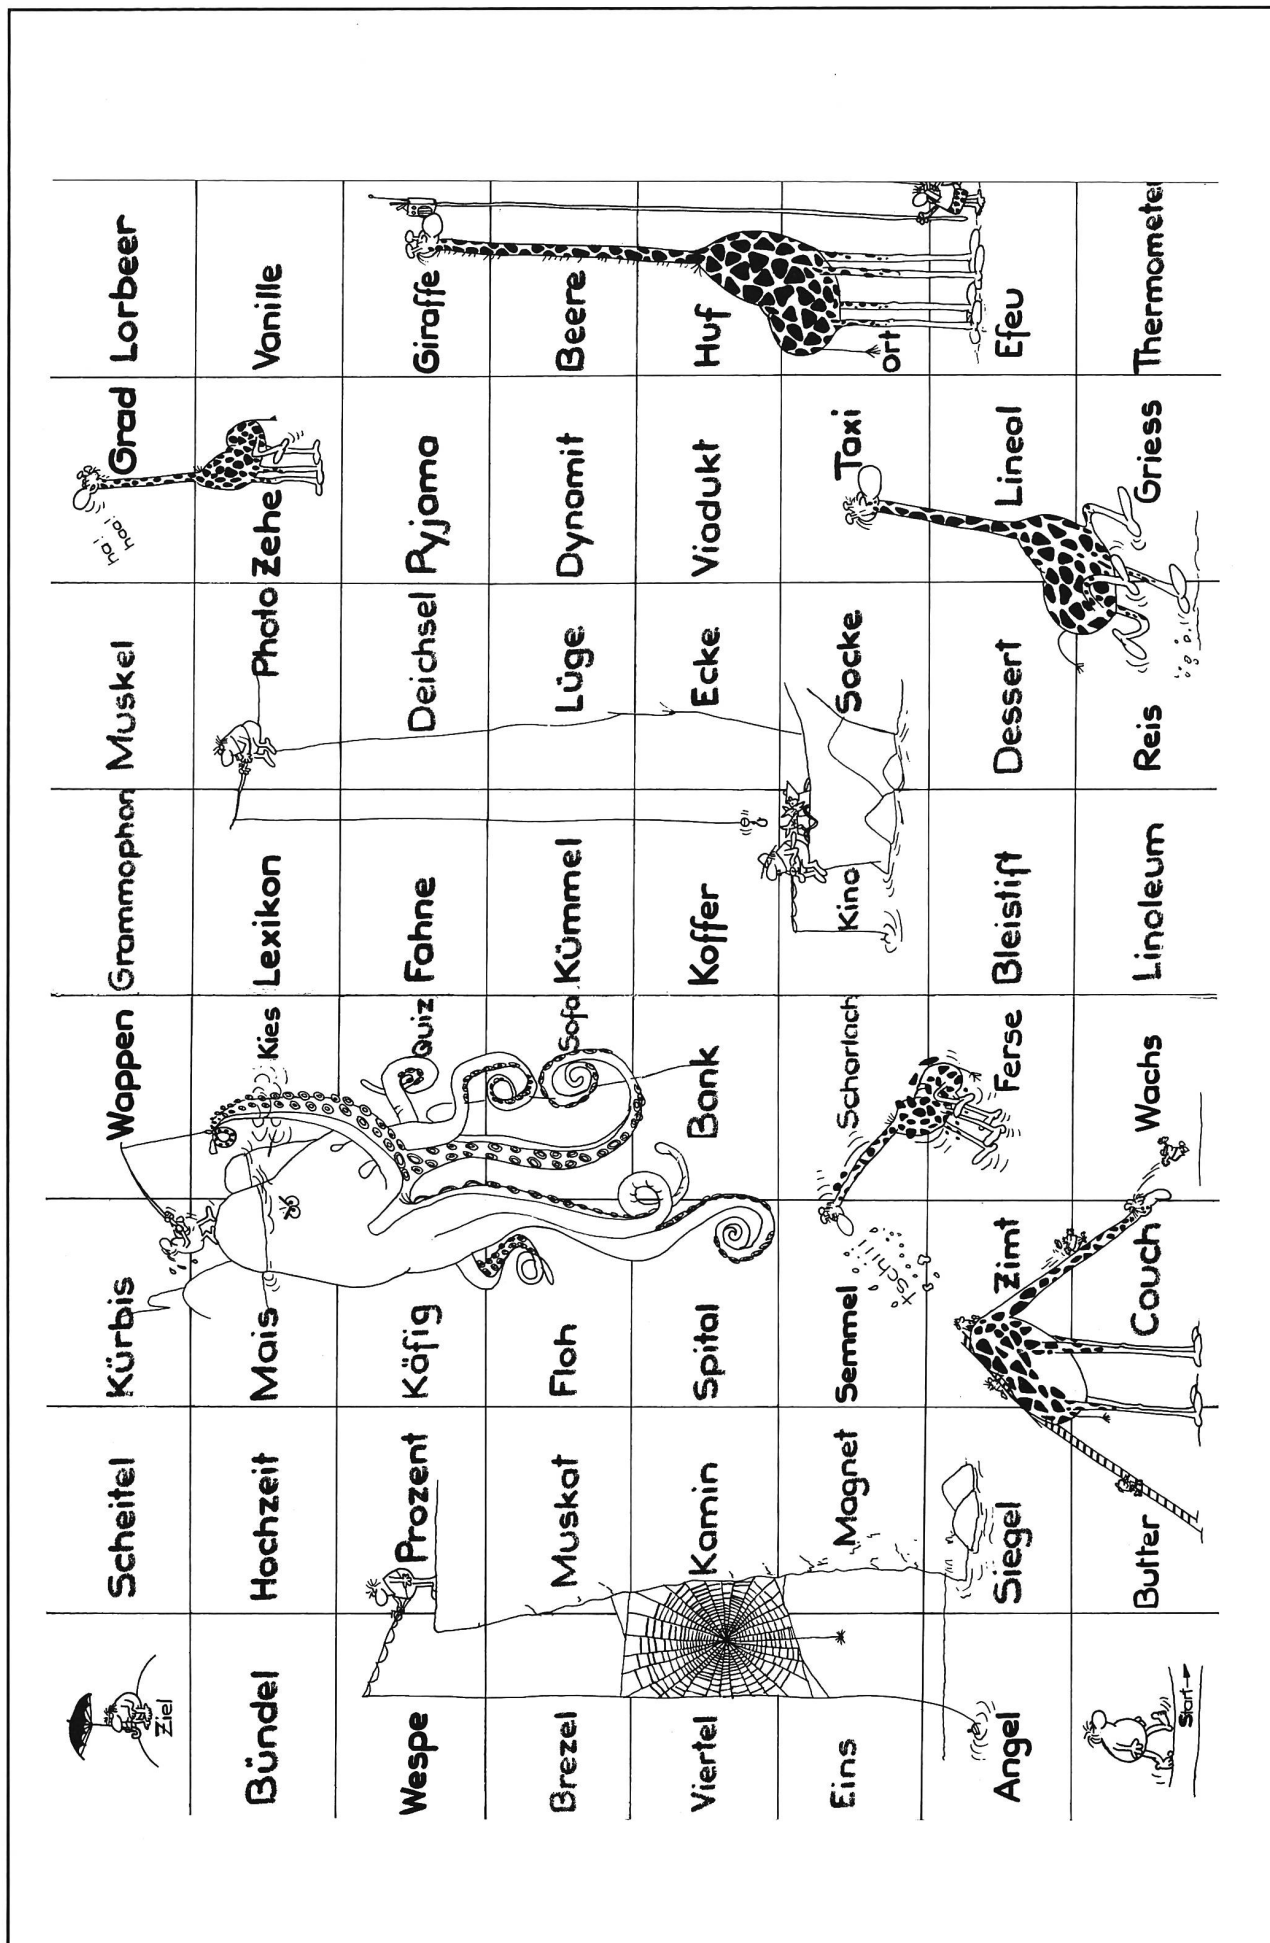 Ziel Scheitel Kürbis Wappen Grammophon Muskel Grad Lorbeer
ha!
haa!
Bündel Hochzeit Mais Kies Lexikon Photo Zehe Vanille
Wespe Prozent Käfig Quiz Fahne Deichsel Pyjama Giraffe
Brezel Muskat Floh Sofa Kümmel Lüge Dynamit Beere
Viertel Kamin Spital Bank Koffer Ecke Viadukt Huf
Eins Magnet Semmel Scharlach Kino Socke Taxi ort
Angel Siegel Zimt Ferse Bleistift Dessert Lineal Efeu
Start Butter Couch Wachs Linoleum Reis Griess Thermometer